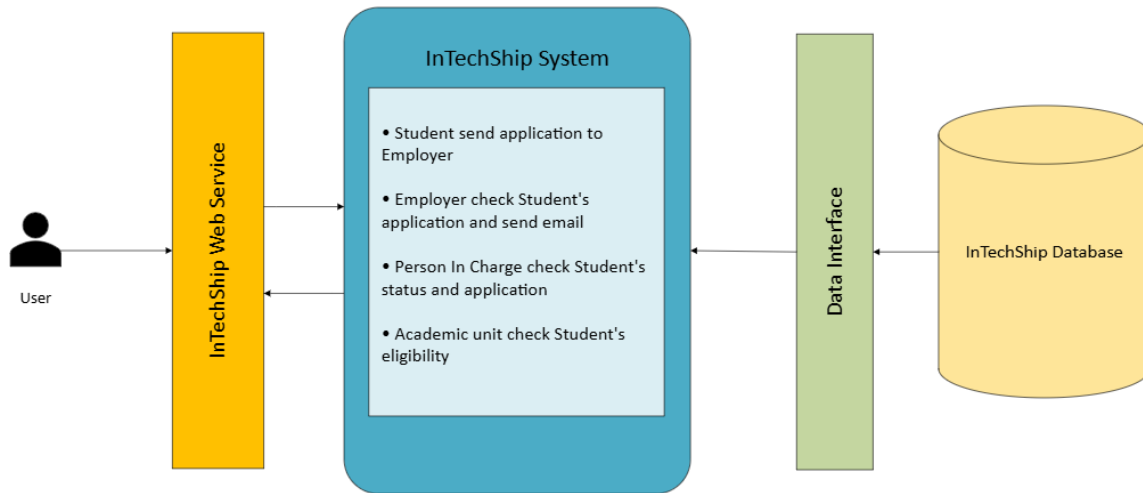 InTechShip System
• Student send application to
Employer
• Employer check Student's
application and send email
• Person In Charge check Student's
status and application
• Academic unit check Student's
eligibility
User
InTechShip Web Service
Data Interface
InTechShip Database